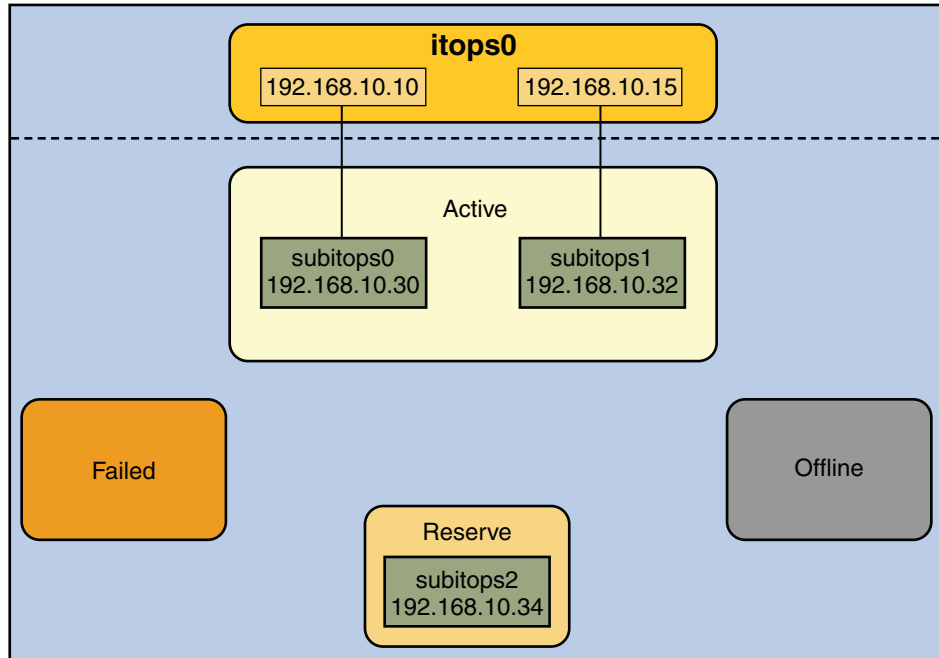 itops0
192.168.10.10 192.168.10.15
Active
subitops0 subitops1
192.168.10.30 192.168.10.32
Failed Offline
Reserve
subitops2
192.168.10.34